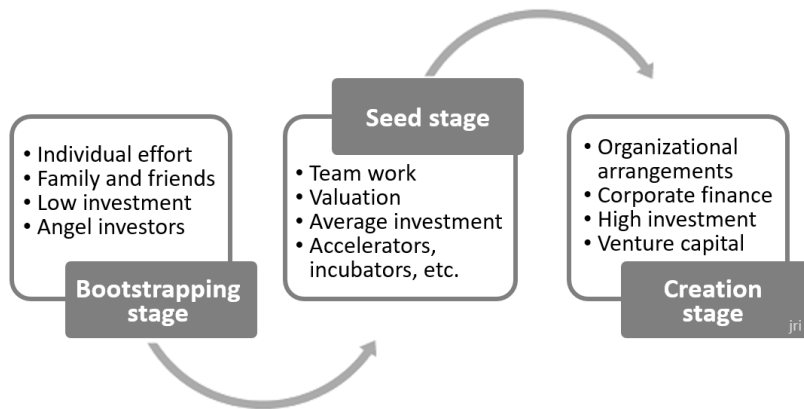 • Individual effort
• Family and friends
• Low investment
• Angel investors
Bootstrapping
stage
Seed stage
• Team work
• Valuation
• Average investment
• Accelerators,
incubators, etc.
• Organizational
arrangements
• Corporate finance
• High investment
• Venture capital
Creation
stage
jri